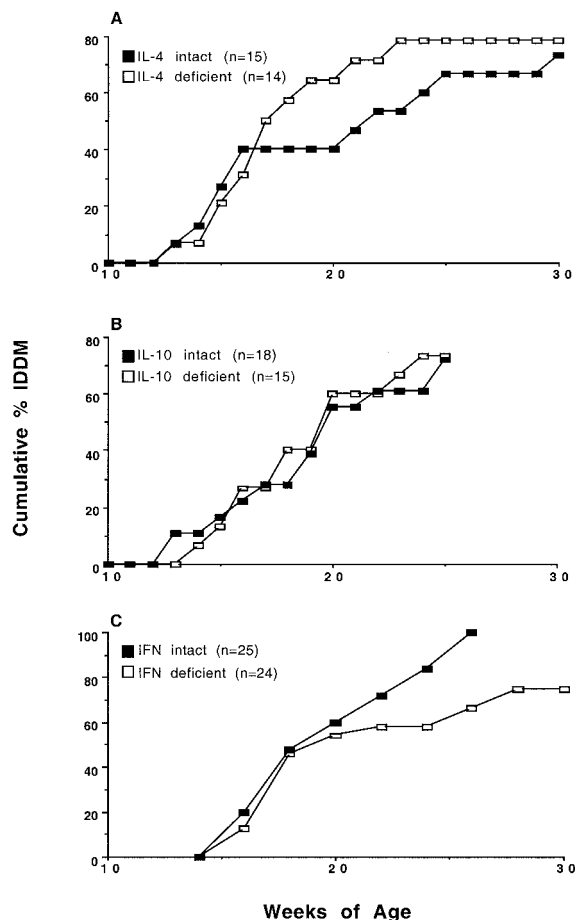 A
80
IL-4 intact (n=15)
IL-4 deficient (n=14)
60
40
20
0
10
20
30
B
80
IL-10 intact (n=18)
IL-10 deficient (n=15)
60
40
20
0
10
20
30
Cumulative % IDDM
C
100
IFN intact (n=25)
IFN deficient (n=24)
80
60
40
20
0
10
20
30
Weeks of Age